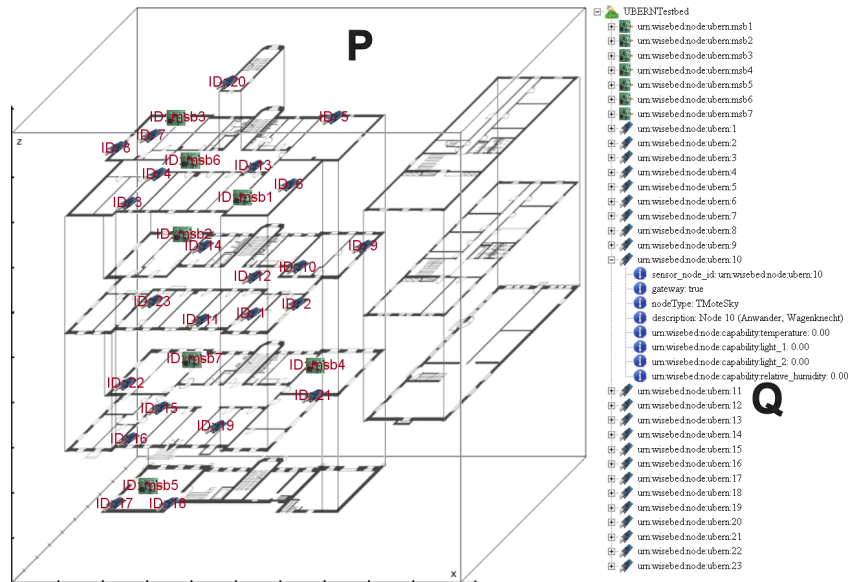 P
ID: 20
ID: msb3
ID: 5
ID: 7
ID: 8
ID: msb6
ID: 13
ID: 4
ID: 6
ID: msb1
ID: 3
ID: msb2
ID: 14
ID: 9
ID: 10
ID: 12
ID: 23
ID: 2
ID: 1
ID: 11
ID: msb7
ID: msb4
ID: 22
ID: 21
ID: 15
ID: 19
ID: 16
ID: msb5
ID: 17
ID: 18
z
x
UBERNTestbed
urn:wisebed:node:ubern:msb1
urn:wisebed:node:ubern:msb2
urn:wisebed:node:ubern:msb3
urn:wisebed:node:ubern:msb4
urn:wisebed:node:ubern:msb5
urn:wisebed:node:ubern:msb6
urn:wisebed:node:ubern:msb7
urn:wisebed:node:ubern:1
urn:wisebed:node:ubern:2
urn:wisebed:node:ubern:3
urn:wisebed:node:ubern:4
urn:wisebed:node:ubern:5
urn:wisebed:node:ubern:6
urn:wisebed:node:ubern:7
urn:wisebed:node:ubern:8
urn:wisebed:node:ubern:9
urn:wisebed:node:ubern:10
sensor_node_id: urn:wisebed:node:ubern:10
gateway: true
nodeType: TMoteSky
description: Node 10 (Anwander, Wagenknecht)
urn:wisebed:node:capability:temperature: 0.00
urn:wisebed:node:capability:light_1: 0.00
urn:wisebed:node:capability:light_2: 0.00
urn:wisebed:node:capability:relative_humidity: 0.00
urn:wisebed:node:ubern:11
urn:wisebed:node:ubern:12
Q
urn:wisebed:node:ubern:13
urn:wisebed:node:ubern:14
urn:wisebed:node:ubern:15
urn:wisebed:node:ubern:16
urn:wisebed:node:ubern:17
urn:wisebed:node:ubern:18
urn:wisebed:node:ubern:19
urn:wisebed:node:ubern:20
urn:wisebed:node:ubern:21
urn:wisebed:node:ubern:22
urn:wisebed:node:ubern:23